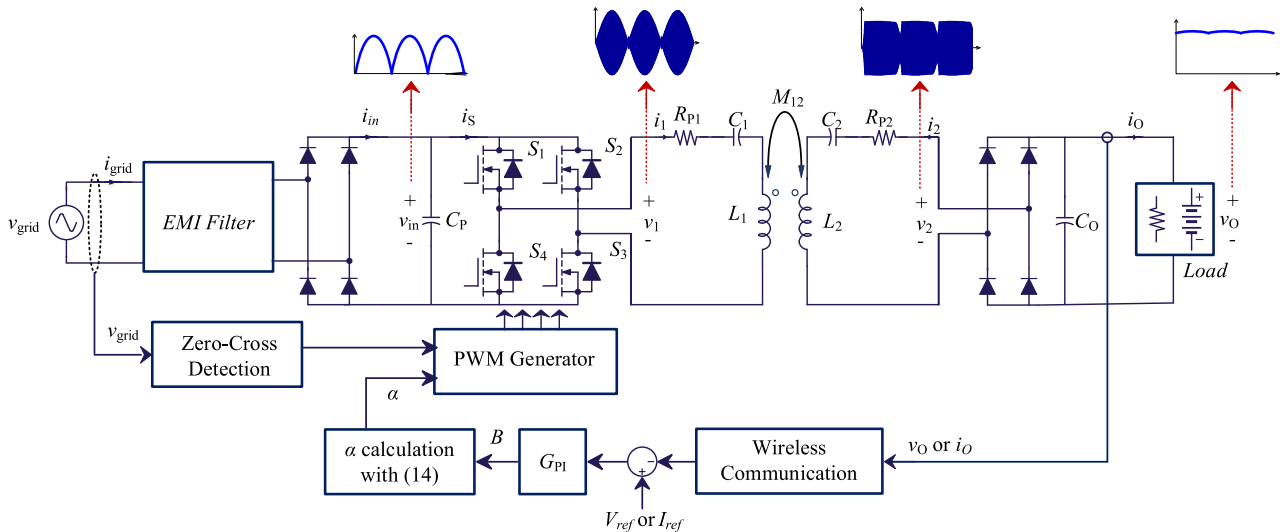 i_in
i_S
S_1
S_2
i_1
R_P1
C_1
M_12
C_2
R_P2
i_2
i_O
i_grid
v_grid
EMI Filter
+
v_in
-
C_P
S_4
S_3
+
v_1
-
L_1
L_2
+
v_2
-
C_O
+
v_O
-
Load
v_grid
Zero-Cross
Detection
PWM Generator
α
α calculation
with (14)
B
G_PI
−
+
Wireless
Communication
v_O or i_O
V_ref or I_ref